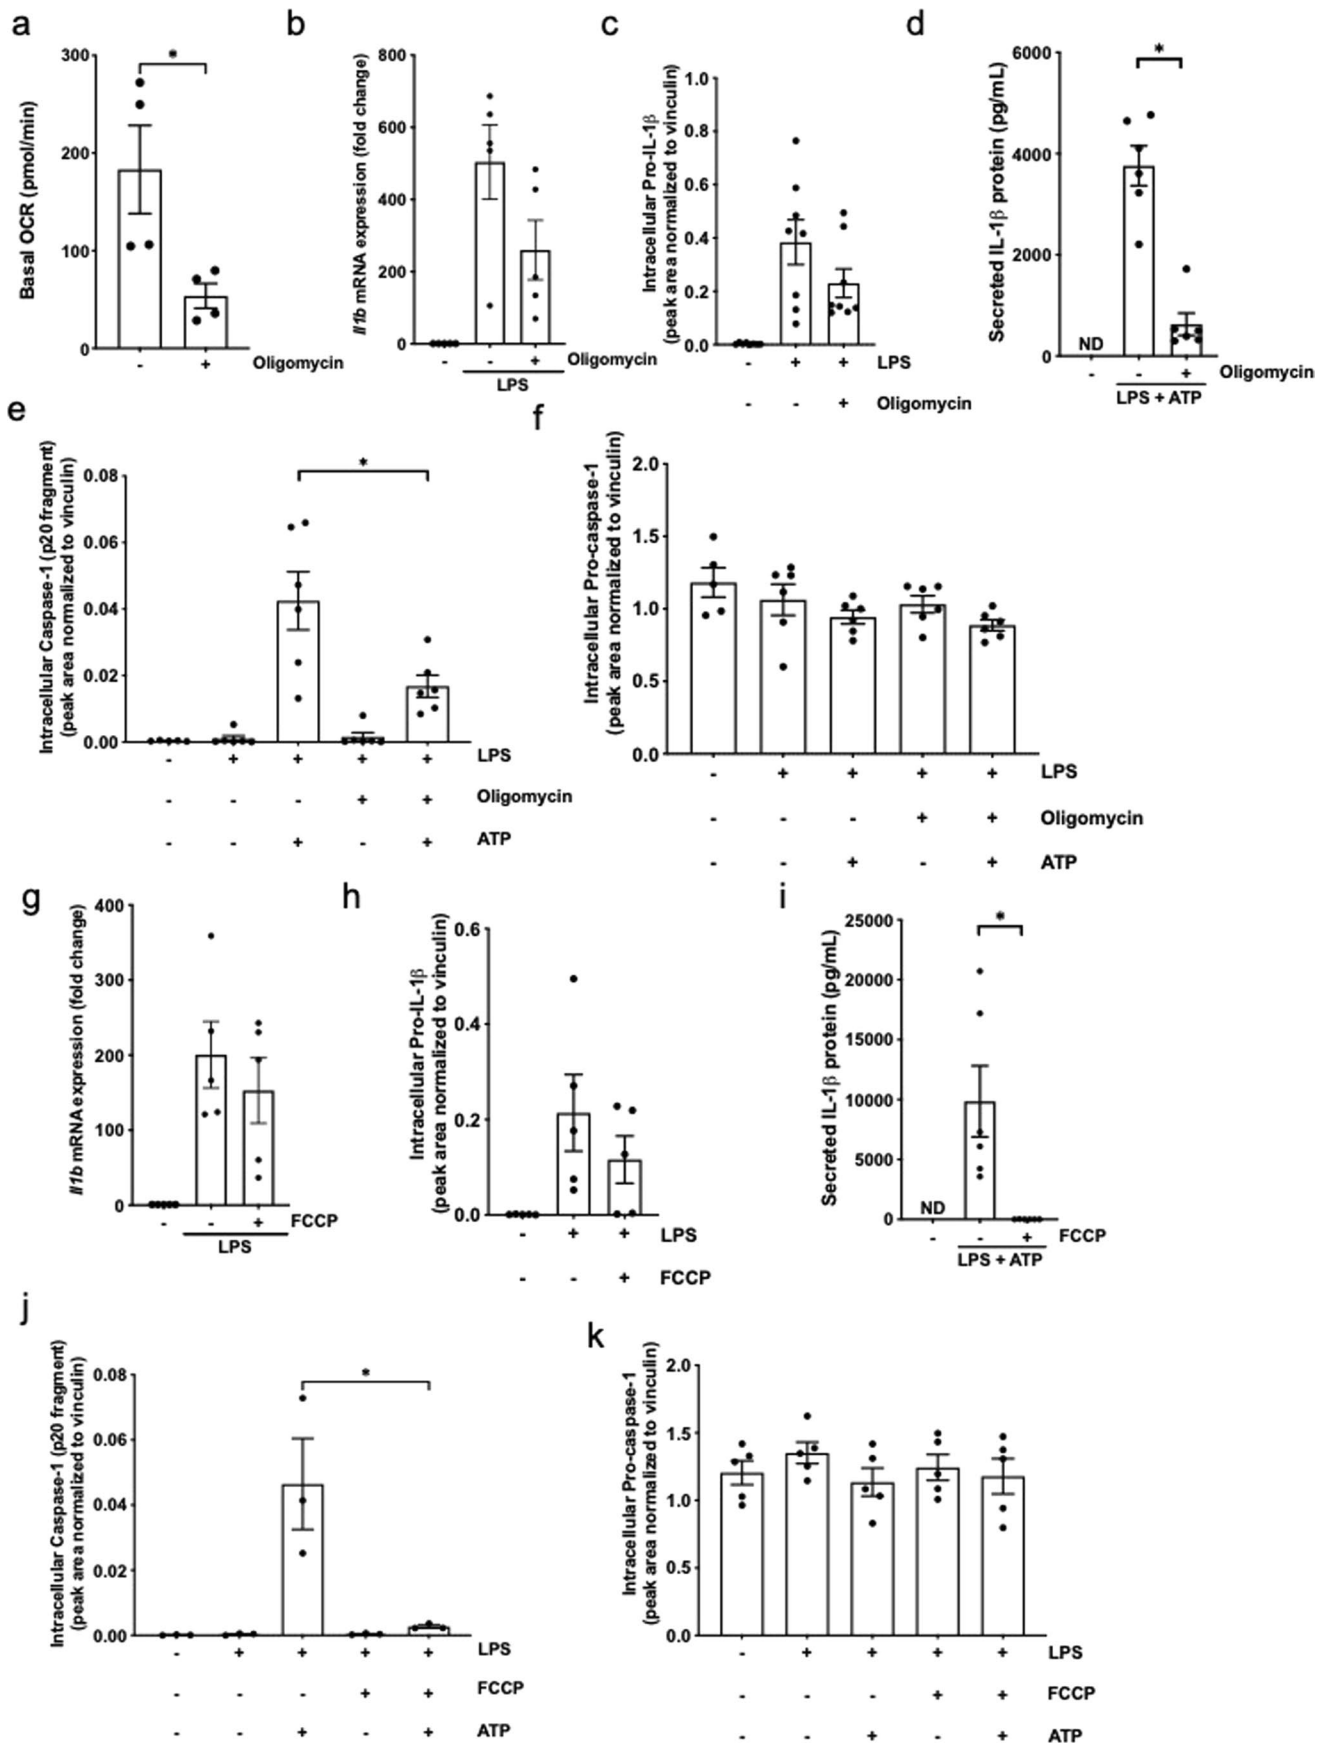 a
Basal OCR (pmol/min)
300
200
100
0
*
- + Oligomycin
b
Il1b mRNA expression (fold change)
800
600
400
200
0
- - + Oligomycin
LPS
c
Intracellular Pro-IL-1β
(peak area normalized to vinculin)
1.0
0.8
0.6
0.4
0.2
0.0
- + + LPS
- - + Oligomycin
d
Secreted IL-1β protein (pg/mL)
6000
4000
2000
0
*
ND
- - + Oligomycin
LPS + ATP
e
Intracellular Caspase-1 (p20 fragment)
(peak area normalized to vinculin)
0.08
0.06
0.04
0.02
0.00
*
- + + + + LPS
- - - + + Oligomycin
- - + - + ATP
f
Intracellular Pro-caspase-1
(peak area normalized to vinculin)
2.0
1.5
1.0
0.5
0.0
- + + + + LPS
- - - + + Oligomycin
- - + - + ATP
g
Il1b mRNA expression (fold change)
400
300
200
100
0
- - + FCCP
LPS
h
Intracellular Pro-IL-1β
(peak area normalized to vinculin)
0.6
0.4
0.2
0.0
- + + LPS
- - + FCCP
i
Secreted IL-1β protein (pg/mL)
25000
20000
15000
10000
5000
0
*
ND
- - + FCCP
LPS + ATP
j
Intracellular Caspase-1 (p20 fragment)
(peak area normalized to vinculin)
0.08
0.06
0.04
0.02
0.00
*
- + + + + LPS
- - - + + FCCP
- - + - + ATP
k
Intracellular Pro-caspase-1
(peak area normalized to vinculin)
2.0
1.5
1.0
0.5
0.0
- + + + + LPS
- - - + + FCCP
- - + - + ATP